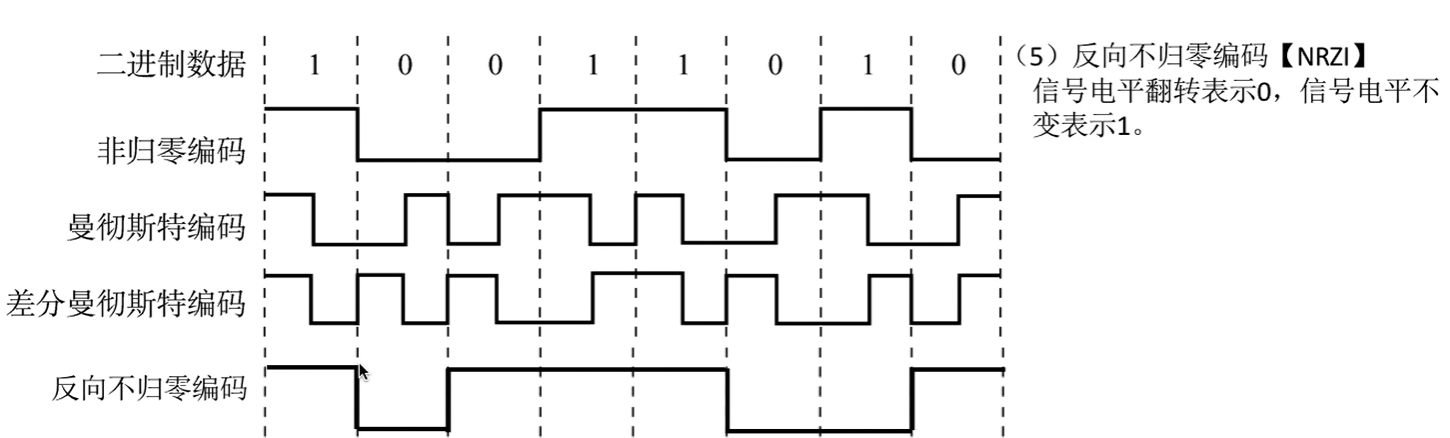 二进制数据 1 0 0 1 1 0 1 0
非归零编码
曼彻斯特编码
差分曼彻斯特编码
反向不归零编码
（5）反向不归零编码【NRZI】
信号电平翻转表示0，信号电平不
变表示1。